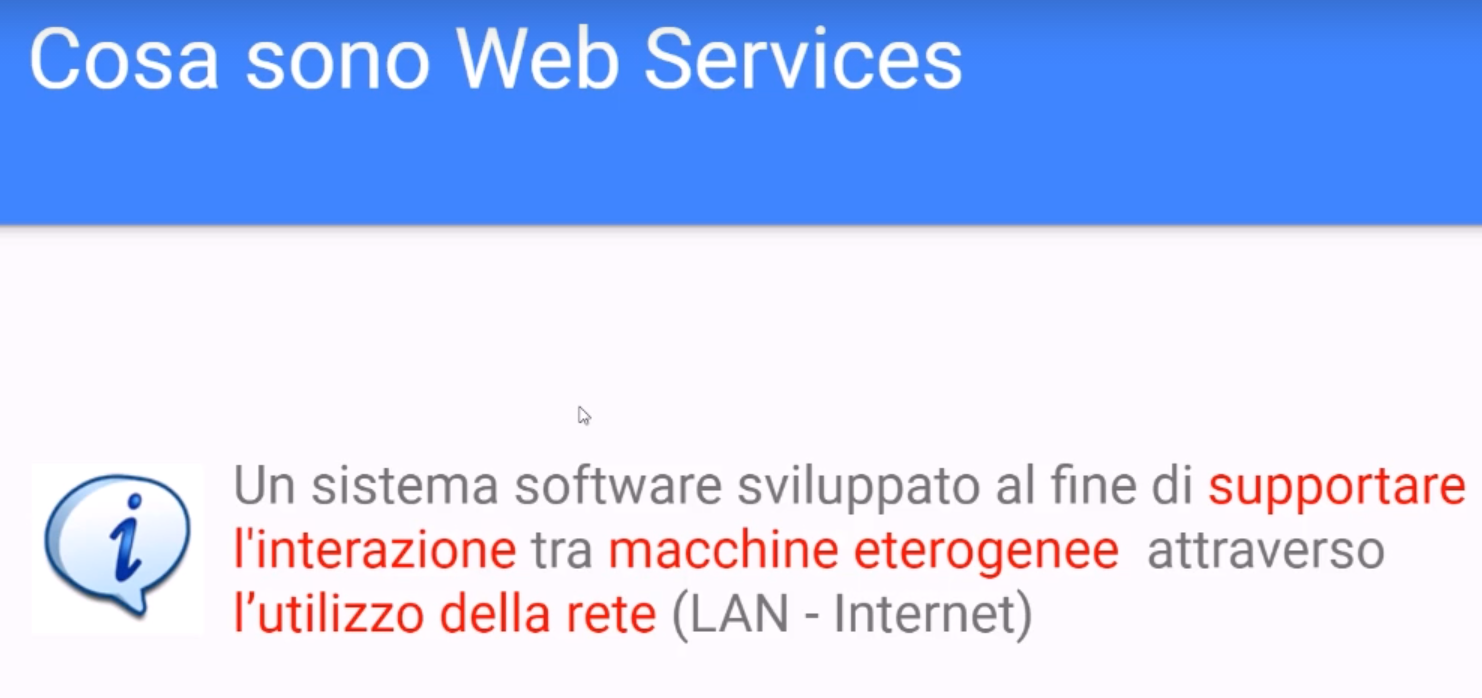 Cosa sono Web Services
Un sistema software sviluppato al fine di supportare
l'interazione tra macchine eterogenee attraverso
l’utilizzo della rete (LAN - Internet)